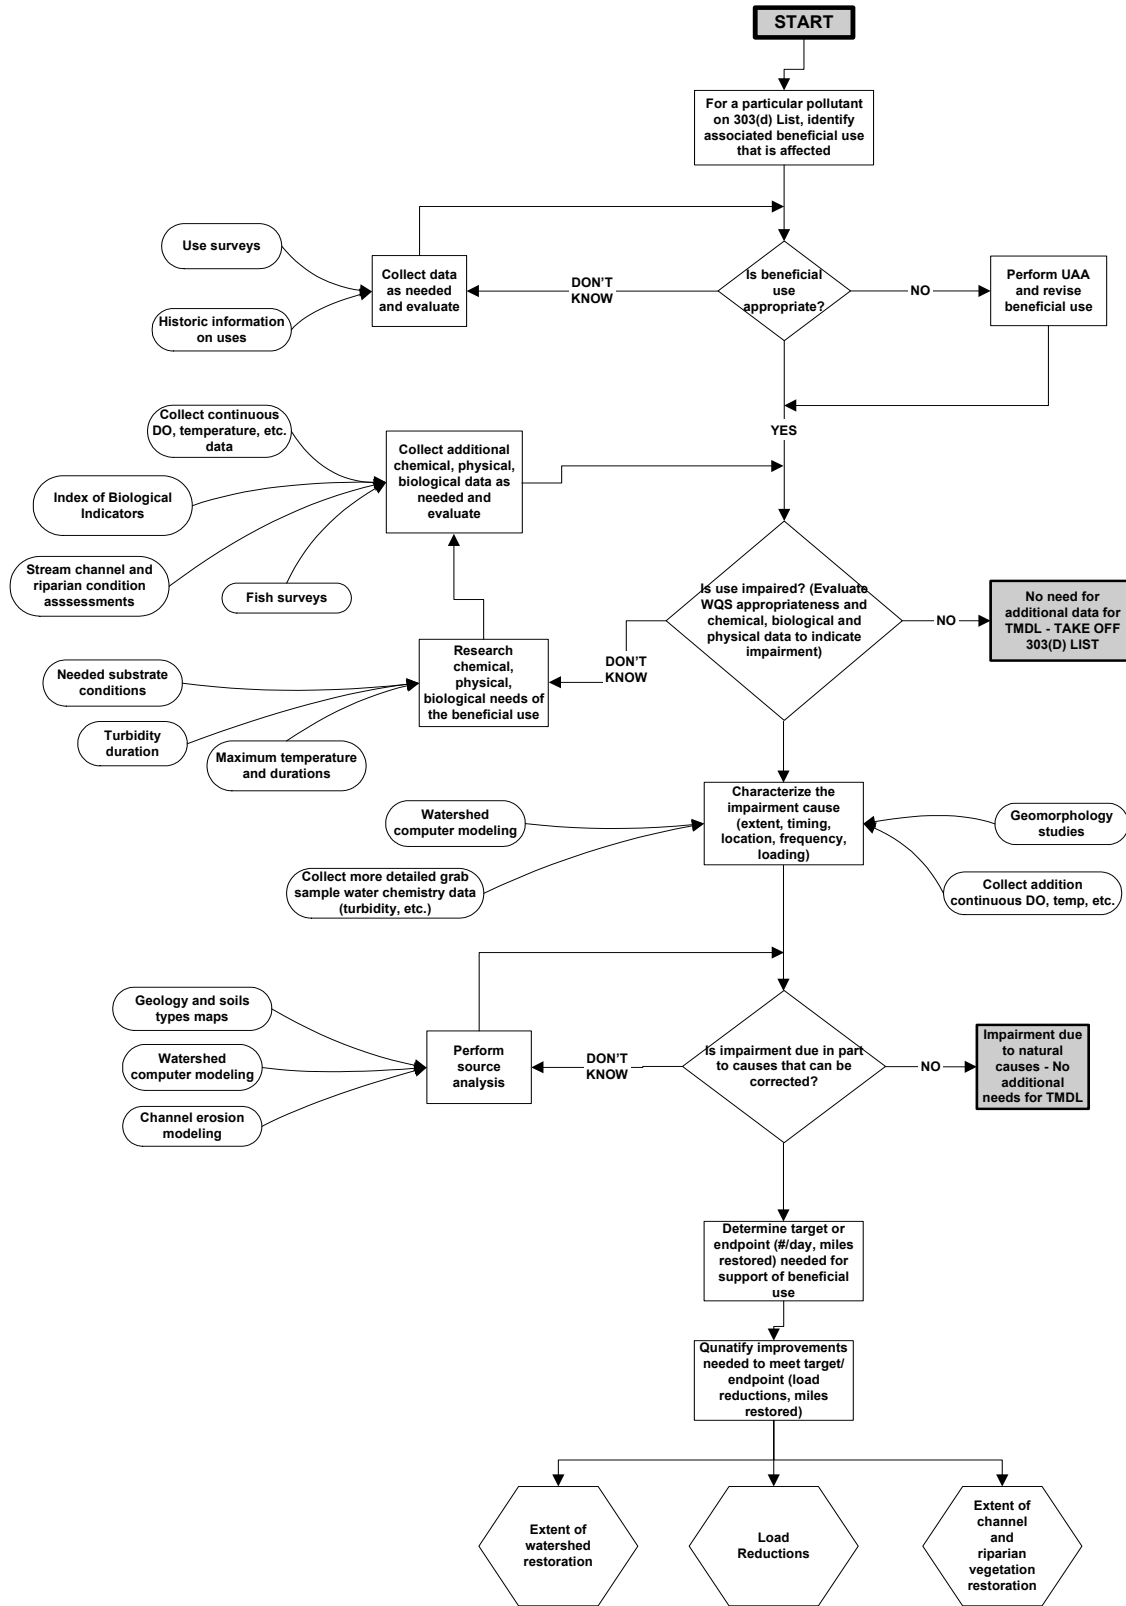 START
For a particular pollutant
on 303(d) List, identify
associated beneficial use
that is affected
Use surveys
Historic information
on uses
Collect data
as needed
and evaluate
DON'T
KNOW
Is beneficial
use
appropriate?
NO
Perform UAA
and revise
beneficial use
YES
Collect continuous
DO, temperature, etc.
data
Index of Biological
Indicators
Stream channel and
riparian condition
asssessments
Fish surveys
Collect additional
chemical, physical,
biological data as
needed and
evaluate
Is use impaired? (Evaluate
WQS appropriateness and
chemical, biological and
physical data to indicate
impairment)
NO
No need for
additional data for
TMDL - TAKE OFF
303(D) LIST
DON'T
KNOW
Research
chemical,
physical,
biological needs of
the beneficial use
Needed substrate
conditions
Turbidity
duration
Maximum temperature
and durations
Characterize the
impairment cause
(extent, timing,
location, frequency,
loading)
Watershed
computer modeling
Collect more detailed grab
sample water chemistry data
(turbidity, etc.)
Geomorphology
studies
Collect addition
continuous DO, temp, etc.
Geology and soils
types maps
Watershed
computer modeling
Channel erosion
modeling
Perform
source
analysis
DON'T
KNOW
Is impairment due in part
to causes that can be
corrected?
NO
Impairment due
to natural
causes - No
additional
needs for TMDL
Determine target or
endpoint (#/day, miles
restored) needed for
support of beneficial
use
Qunatify improvements
needed to meet target/
endpoint (load
reductions, miles
restored)
Extent of
watershed
restoration
Load
Reductions
Extent of
channel
and
riparian
vegetation
restoration